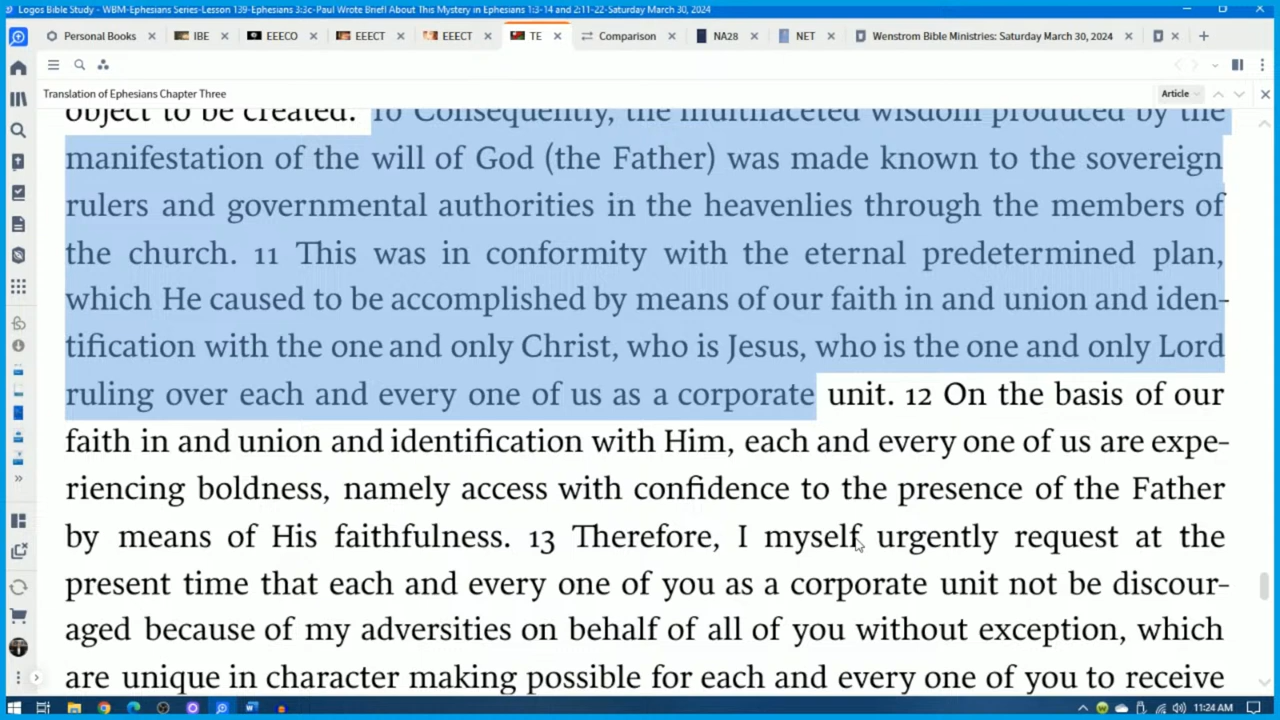 Logos Bible Study - WBM-Ephesians Series-Lesson 139-Ephesians 3:3c-Paul Wrote Brief! About This Mystery in Ephesians 1:3-14 and 2:11-22-Saturday March 30, 2024
Personal Books IBE EEECO EEECT EEECT TE Comparison NA28 NET Wenstrom Bible Ministries: Saturday March 30, 2024
Translation of Ephesians Chapter Three Article
object to be created. 10 Consequently, the multifaceted wisdom produced by the
manifestation of the will of God (the Father) was made known to the sovereign
rulers and governmental authorities in the heavenlies through the members of
the church. 11 This was in conformity with the eternal predetermined plan,
which He caused to be accomplished by means of our faith in and union and iden-
tification with the one and only Christ, who is Jesus, who is the one and only Lord
ruling over each and every one of us as a corporate unit. 12 On the basis of our
faith in and union and identification with Him, each and every one of us are expe-
riencing boldness, namely access with confidence to the presence of the Father
by means of His faithfulness. 13 Therefore, I myself urgently request at the
present time that each and every one of you as a corporate unit not be discour-
aged because of my adversities on behalf of all of you without exception, which
are unique in character making possible for each and every one of you to receive
11:24 AM